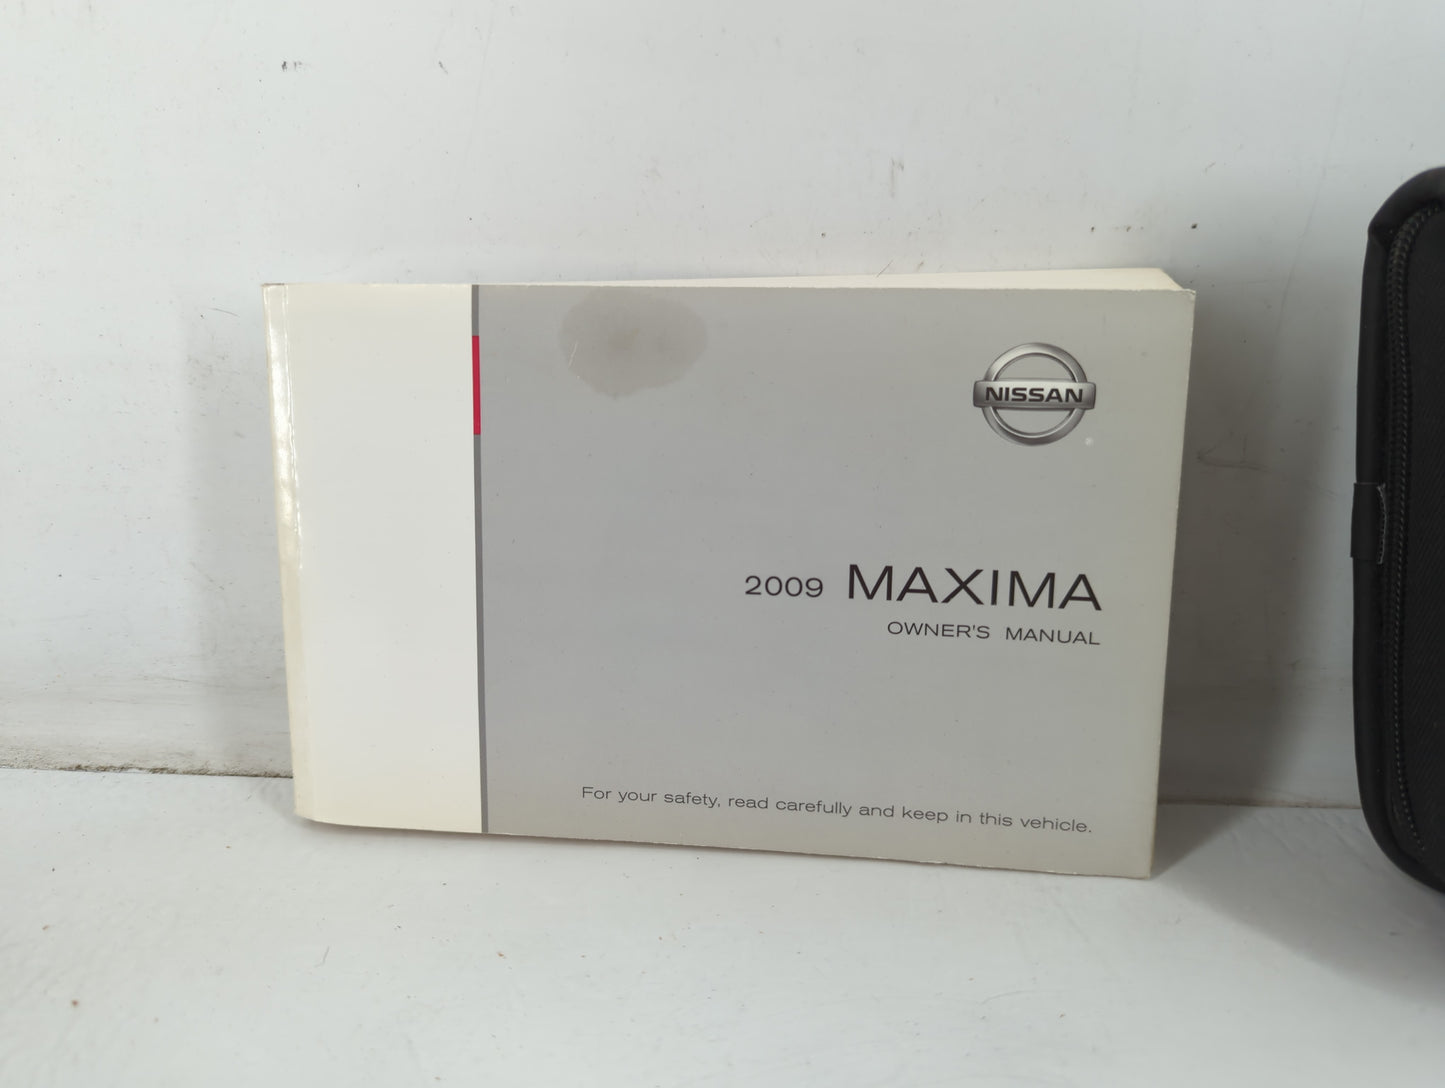 NISSAN
®
2009 MAXIMA
OWNER'S MANUAL
For your safety, read carefully and keep in this vehicle.